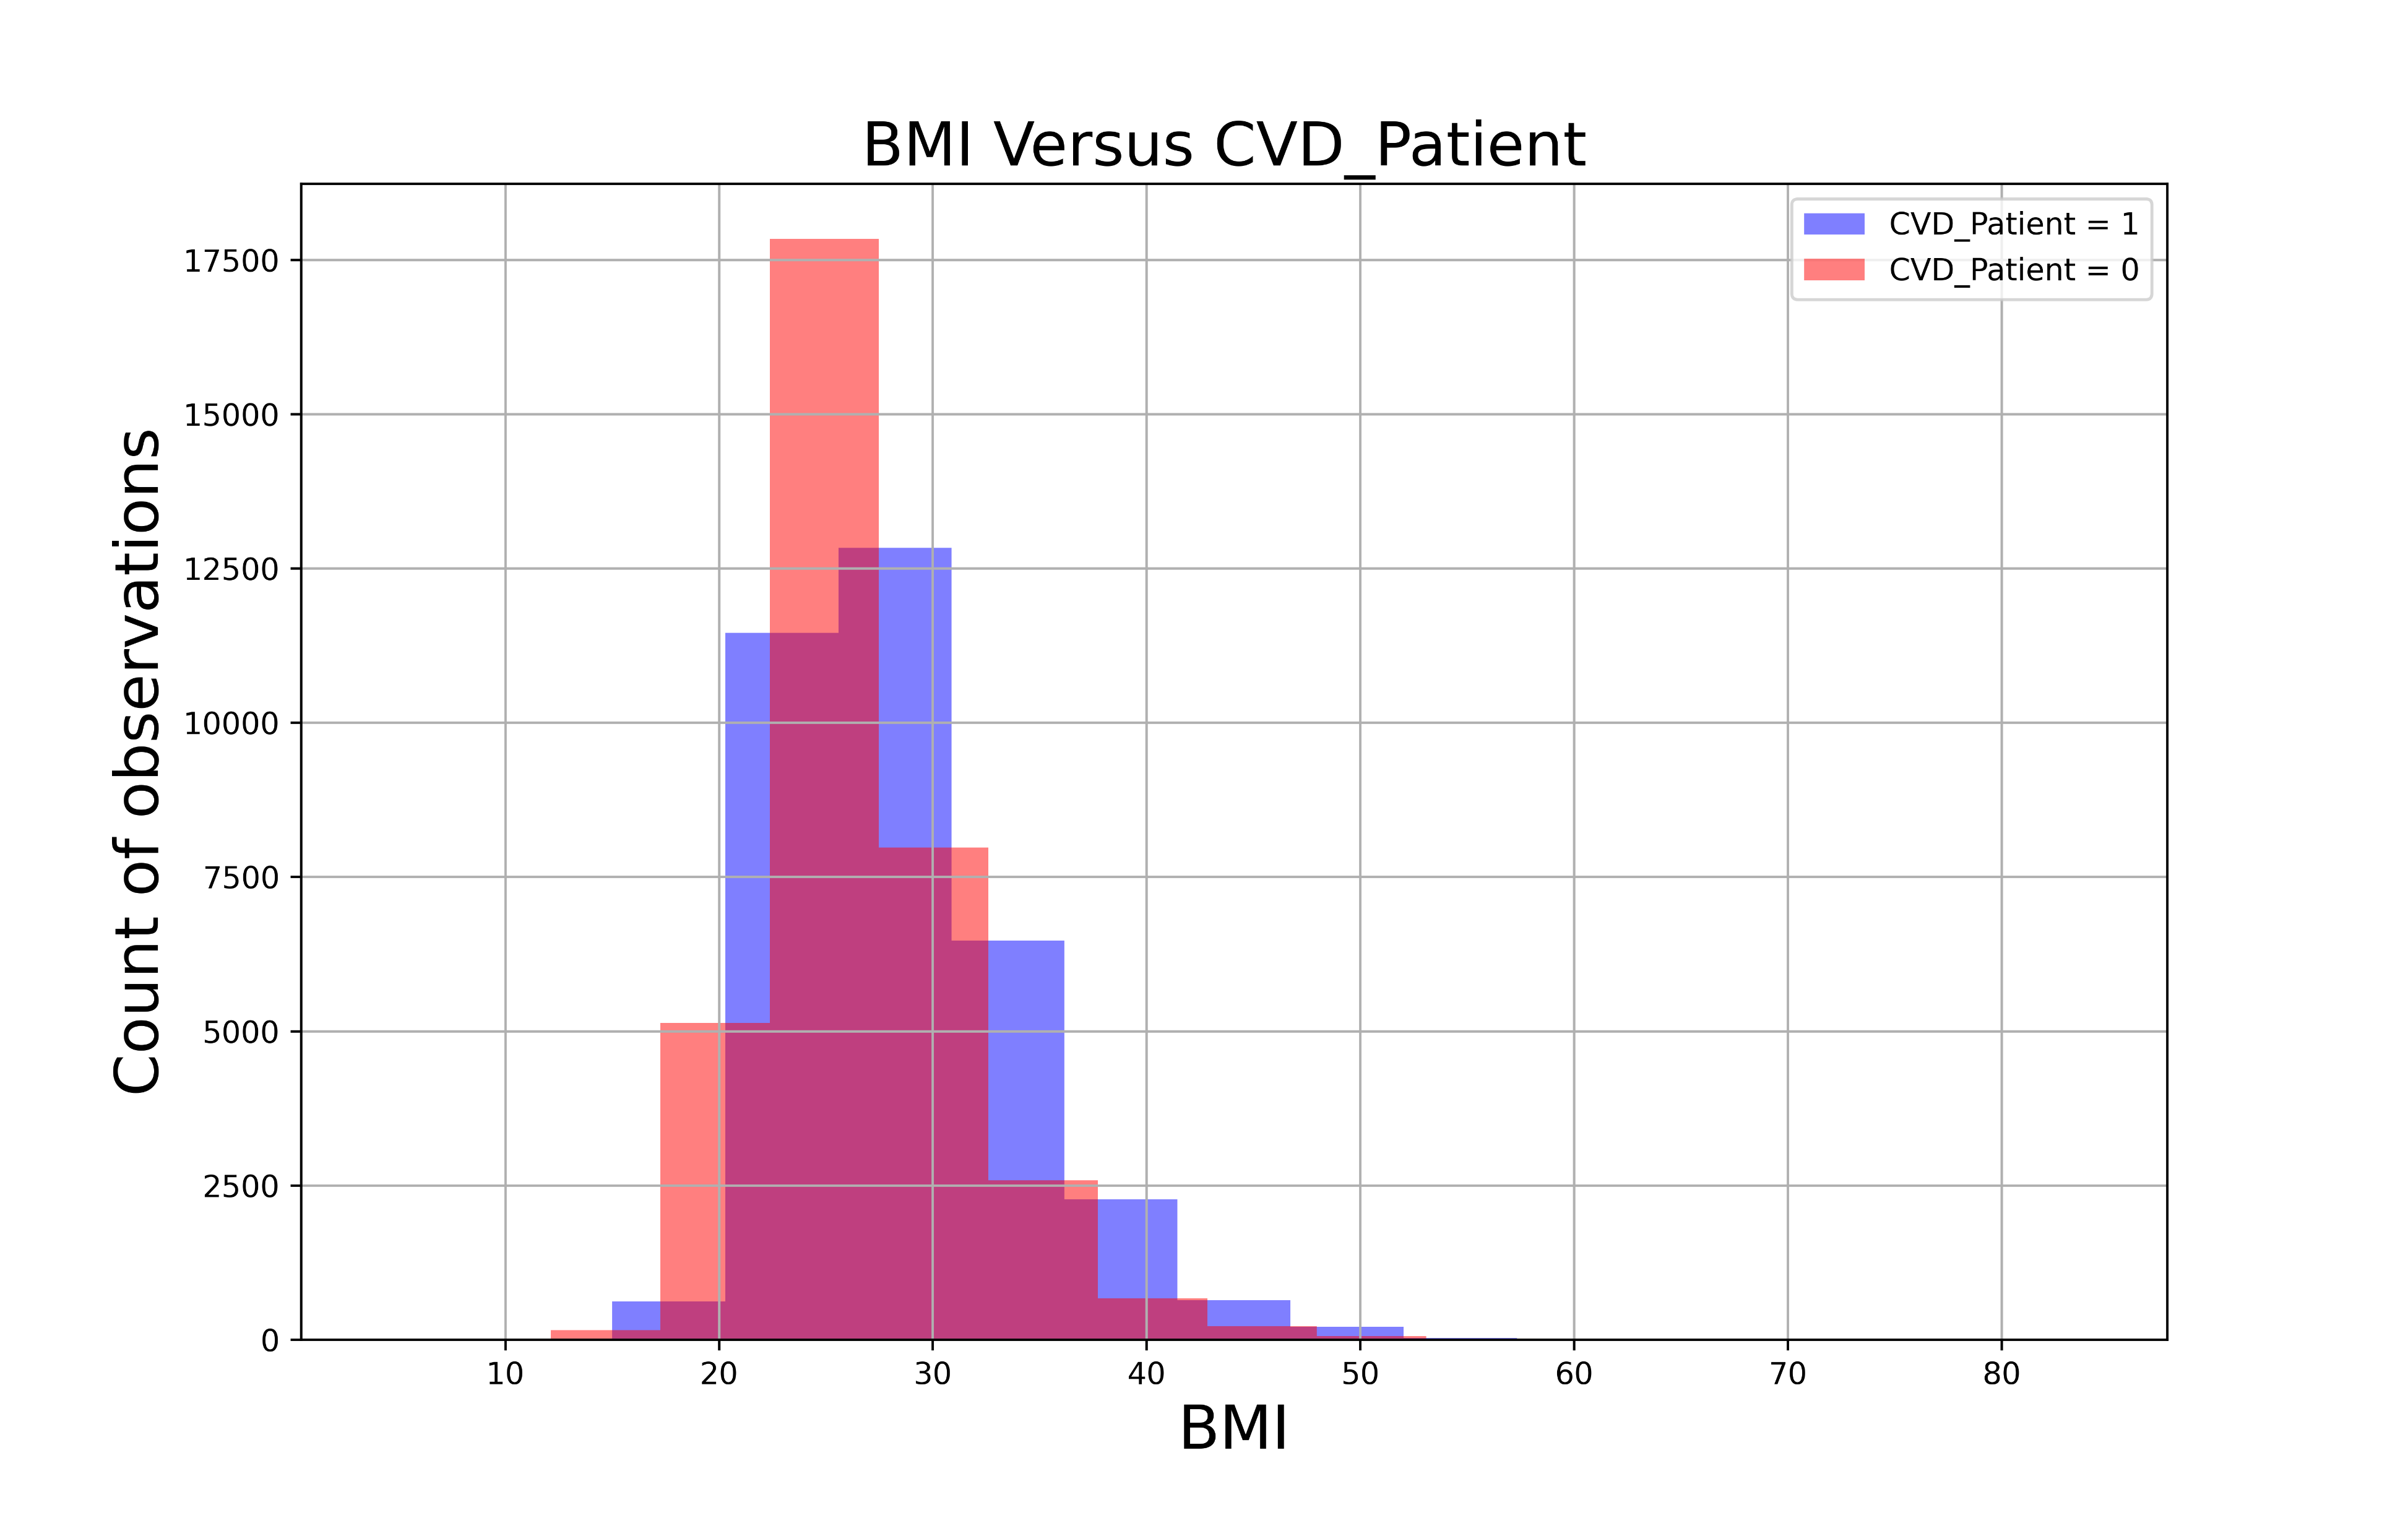 BMI Versus CVD_Patient
CVD_Patient = 1
CVD_Patient = 0
Count of observations
17500
15000
12500
10000
7500
5000
2500
0
10 20 30 40 50 60 70 80
BMI